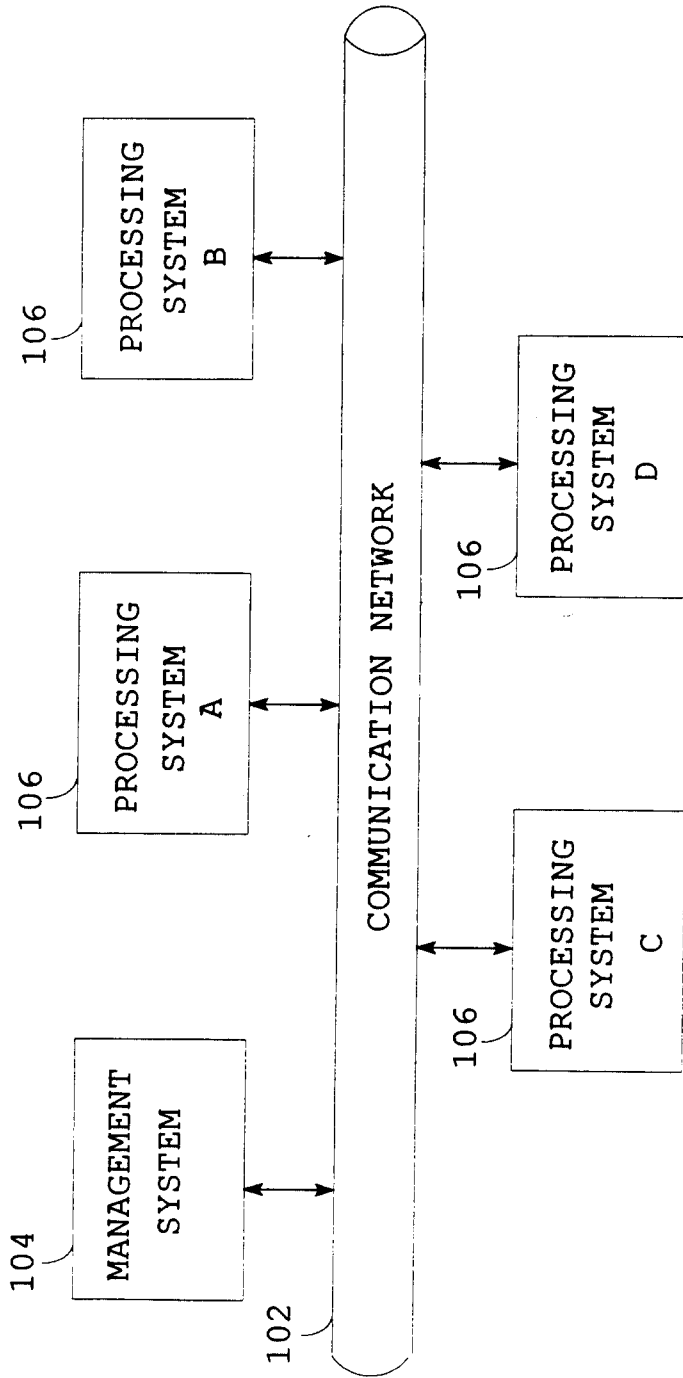 104
MANAGEMENT
SYSTEM
106
PROCESSING
SYSTEM
A
106
PROCESSING
SYSTEM
B
102
COMMUNICATION NETWORK
106
PROCESSING
SYSTEM
C
106
PROCESSING
SYSTEM
D